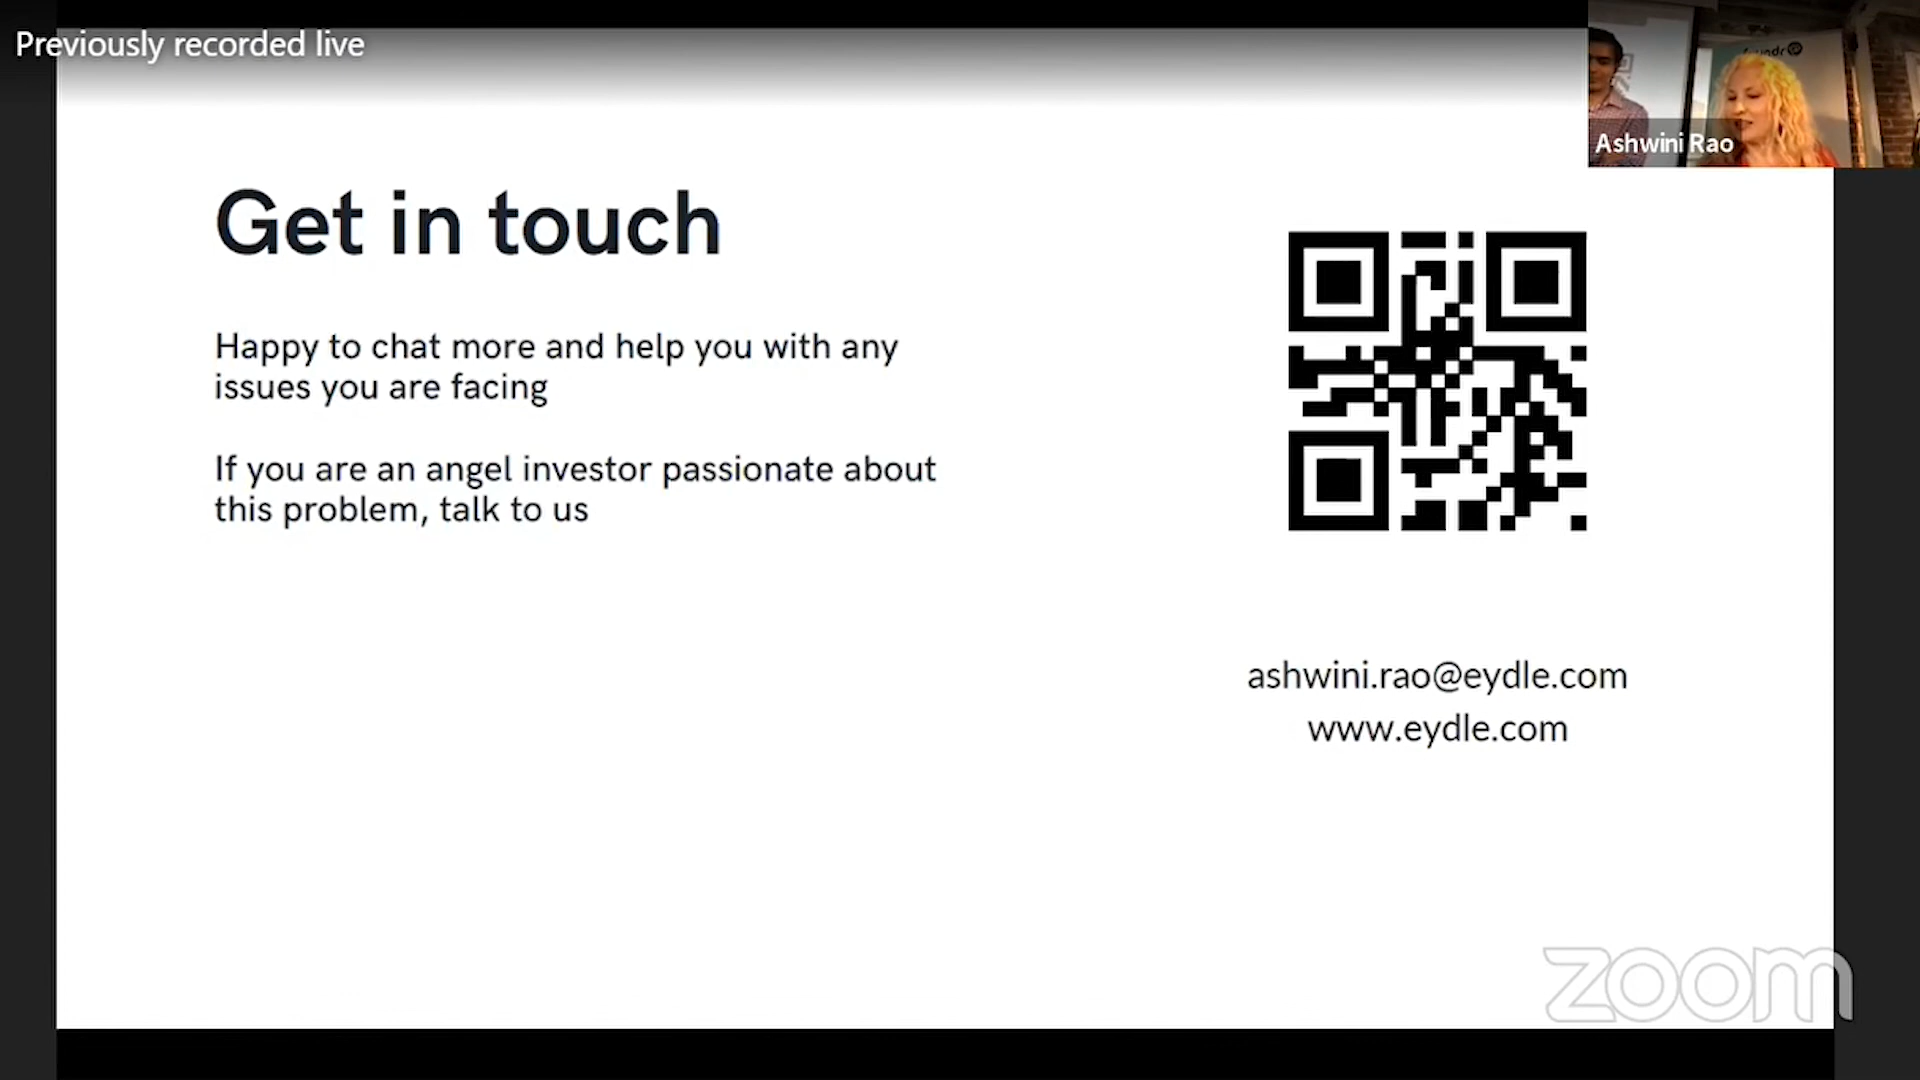 Previously recorded live
Ashwini Rao
Get in touch
Happy to chat more and help you with any
issues you are facing
If you are an angel investor passionate about
this problem, talk to us
ashwini.rao@eydle.com
www.eydle.com
zoom